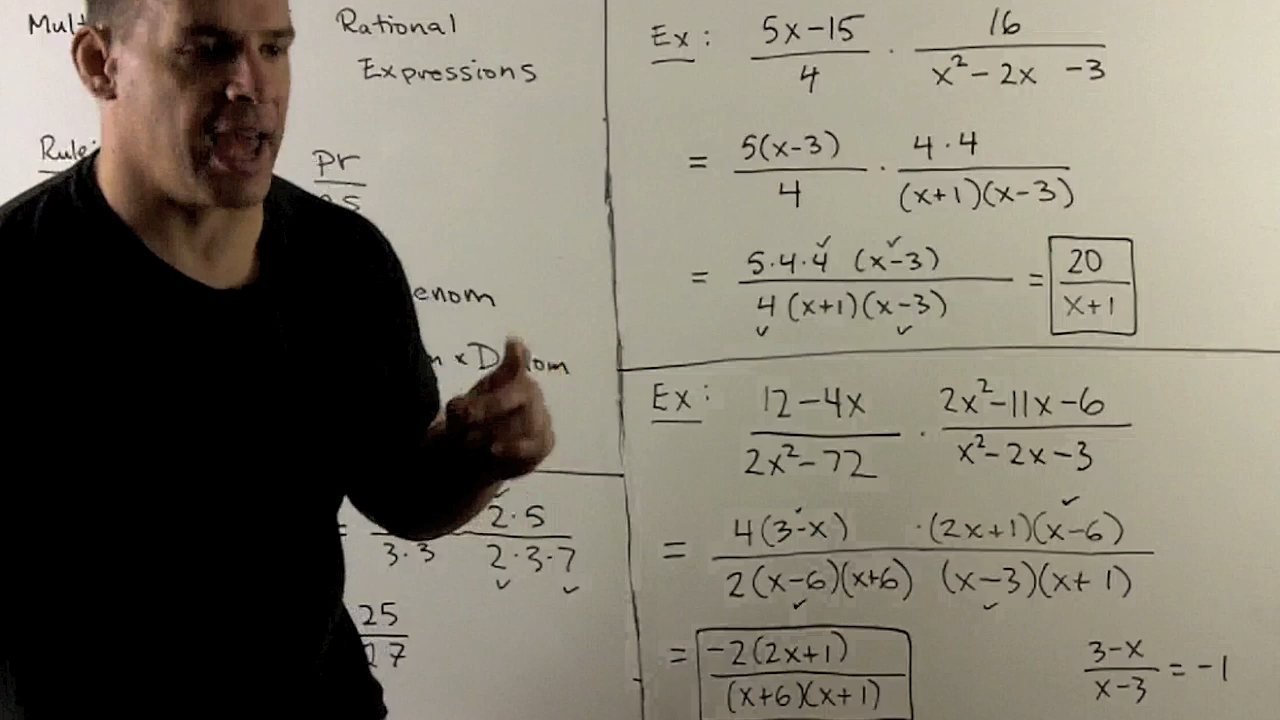 Rational
Expressions
pr
enom
x D
om
= 2·5
3·3 2·3·7
25
27
Ex: 5x-15/4 · 16/(x²-2x-3)
= 5(x-3)/4 · 4·4/((x+1)(x-3))
= 5·4·4(x-3)/(4(x+1)(x-3)) = 20/(x+1)
Ex: 12-4x/(2x²-72) · 2x²-11x-6/(x²-2x-3)
= 4(3-x)·(2x+1)(x-6)/(2(x-6)(x+6)(x-3)(x+1))
= -2(2x+1)/((x+6)(x+1))
3-x/(x-3) = -1